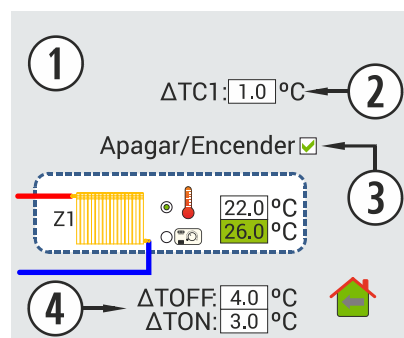 1
ΔTC1: 1.0 ºC
2
Apagar/Encender
3
Z1
22.0 ºC
26.0 ºC
4
ΔTOFF: 4.0 ºC
ΔTON: 3.0 ºC